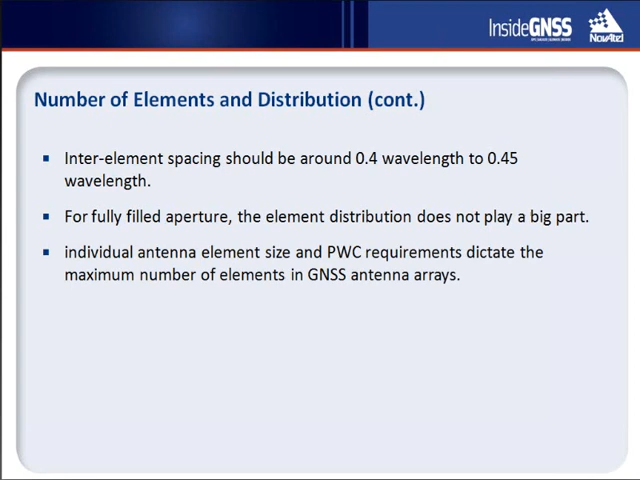 InsideGNSS
NovAtel
Number of Elements and Distribution (cont.)
Inter-element spacing should be around 0.4 wavelength to 0.45
wavelength.
For fully filled aperture, the element distribution does not play a big part.
individual antenna element size and PWC requirements dictate the
maximum number of elements in GNSS antenna arrays.